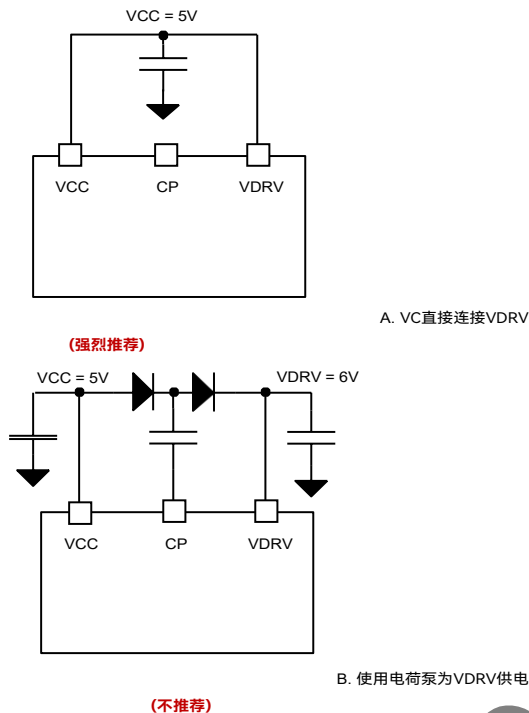 VCC = 5V
VCC CP VDRV
A. VC直接连接VDRV
(强烈推荐)
VCC = 5V VDRV = 6V
VCC CP VDRV
B. 使用电荷泵为VDRV供电
(不推荐)